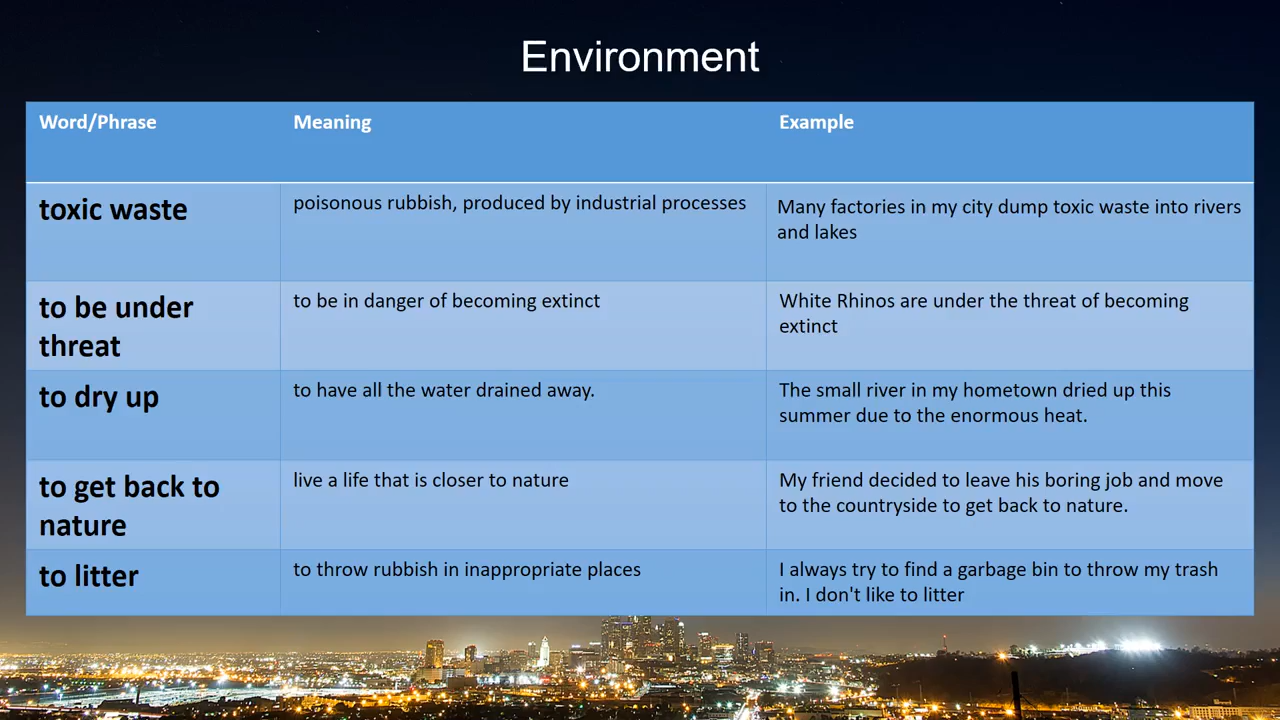 Environment
Word/Phrase
Meaning
Example
toxic waste
poisonous rubbish, produced by industrial processes
Many factories in my city dump toxic waste into rivers
and lakes
to be under
threat
to be in danger of becoming extinct
White Rhinos are under the threat of becoming
extinct
to dry up
to have all the water drained away.
The small river in my hometown dried up this
summer due to the enormous heat.
to get back to
nature
live a life that is closer to nature
My friend decided to leave his boring job and move
to the countryside to get back to nature.
to litter
to throw rubbish in inappropriate places
I always try to find a garbage bin to throw my trash
in. I don't like to litter